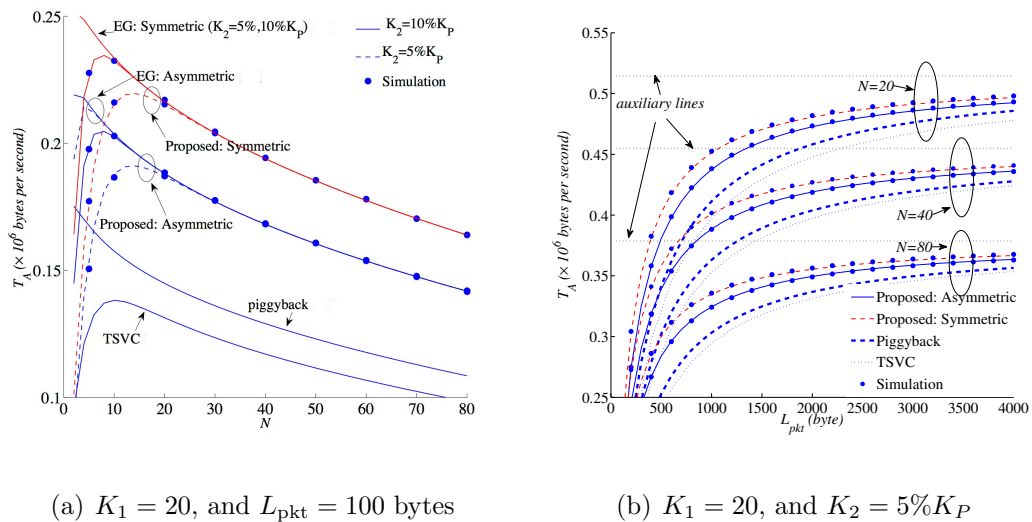 EG: Symmetric (K2=5%,10%KP)
K2=10%KP
K2=5%KP
Simulation
EG: Asymmetric
Proposed: Symmetric
Proposed: Asymmetric
piggyback
TSVC
TA (× 10^6 bytes per second)
0.25
0.2
0.15
0.1
0 10 20 30 40 50 60 70 80
N
(a) K1 = 20, and Lpkt = 100 bytes
TA (× 10^6 bytes per second)
0.55
0.5
0.45
0.4
0.35
0.3
0.25
auxiliary lines
N=20
N=40
N=80
Proposed: Asymmetric
Proposed: Symmetric
Piggyback
TSVC
Simulation
0 500 1000 1500 2000 2500 3000 3500 4000
Lpkt (byte)
(b) K1 = 20, and K2 = 5%KP